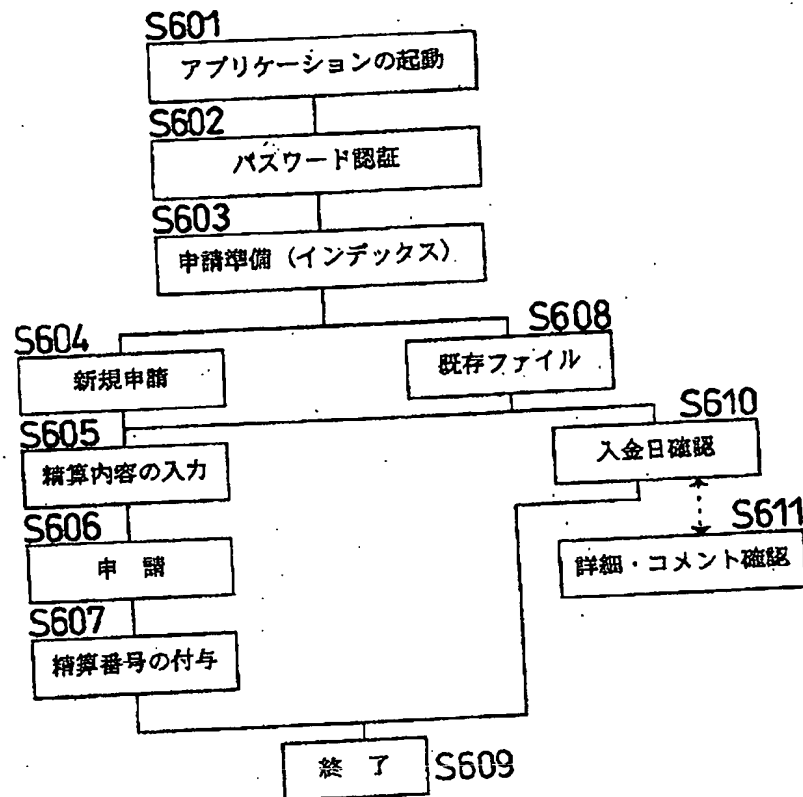 S601
アプリケーションの起動
S602
パスワード認証
S603
申請準備（インデックス）
S604
新規申請
S608
既存ファイル
S605
精算内容の入力
S610
入金日確認
S606
申 請
S611
詳細・コメント確認
S607
精算番号の付与
終 了
S609